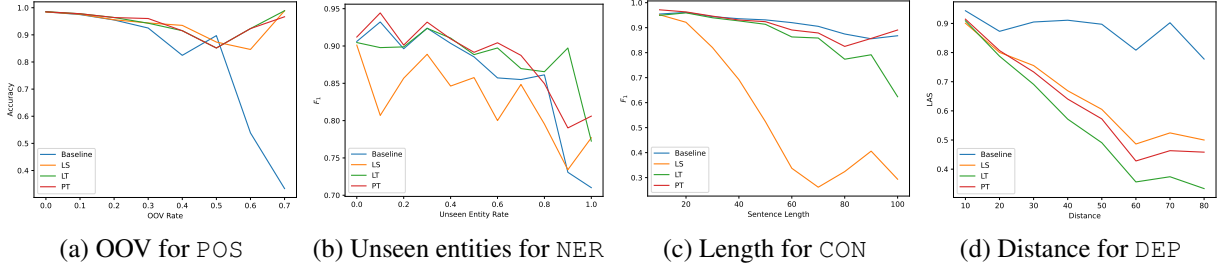 1.0
0.9
0.8
0.7
0.6
0.5
0.4
Accuracy
Baseline
LS
LT
PT
0.0 0.1 0.2 0.3 0.4 0.5 0.6 0.7
OOV Rate
(a) OOV for POS
0.95
0.90
0.85
0.80
0.75
0.70
F1
Baseline
LS
LT
PT
0.0 0.2 0.4 0.6 0.8 1.0
Unseen Entity Rate
(b) Unseen entities for NER
1.0
0.9
0.8
0.7
0.6
0.5
0.4
0.3
F1
Baseline
LS
LT
PT
20 40 60 80 100
Sentence Length
(c) Length for CON
0.9
0.8
0.7
0.6
0.5
0.4
LAS
Baseline
LS
LT
PT
10 20 30 40 50 60 70 80
Distance
(d) Distance for DEP